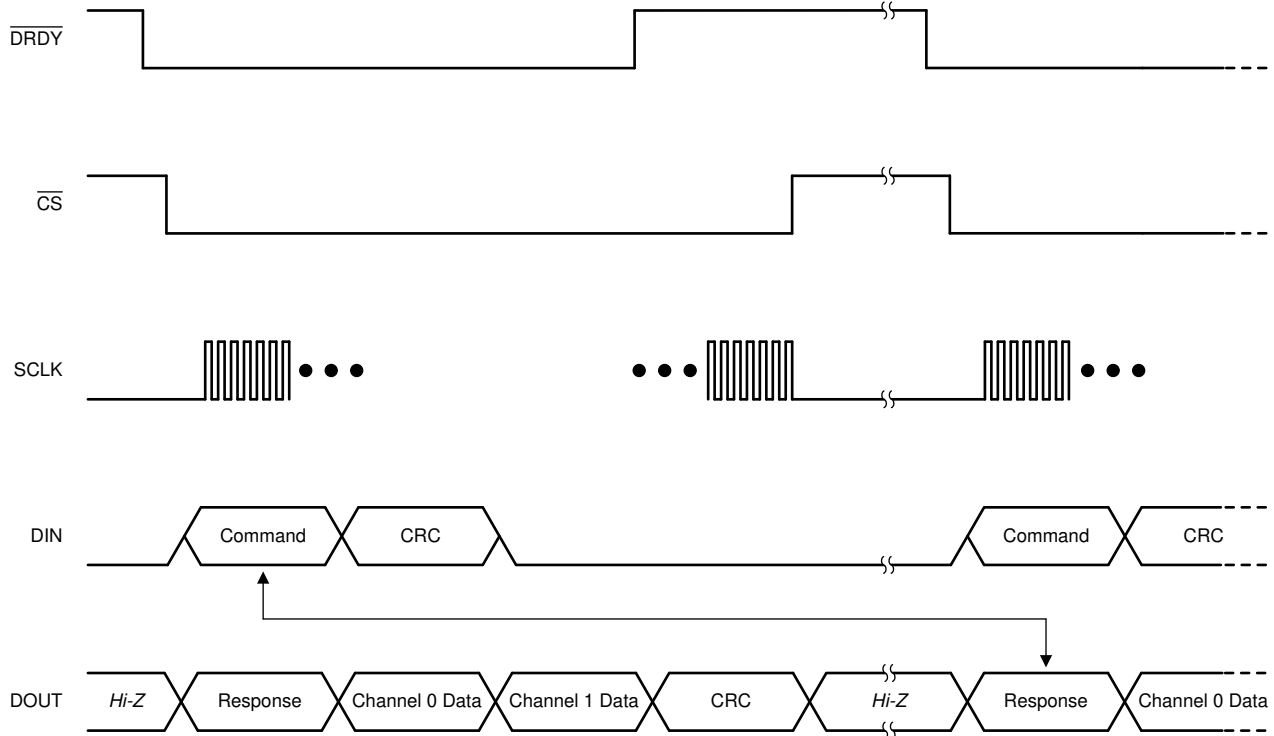 DRDY
CS
SCLK
DIN
Command
CRC
Command
CRC
DOUT
Hi-Z
Response
Channel 0 Data
Channel 1 Data
CRC
Hi-Z
Response
Channel 0 Data